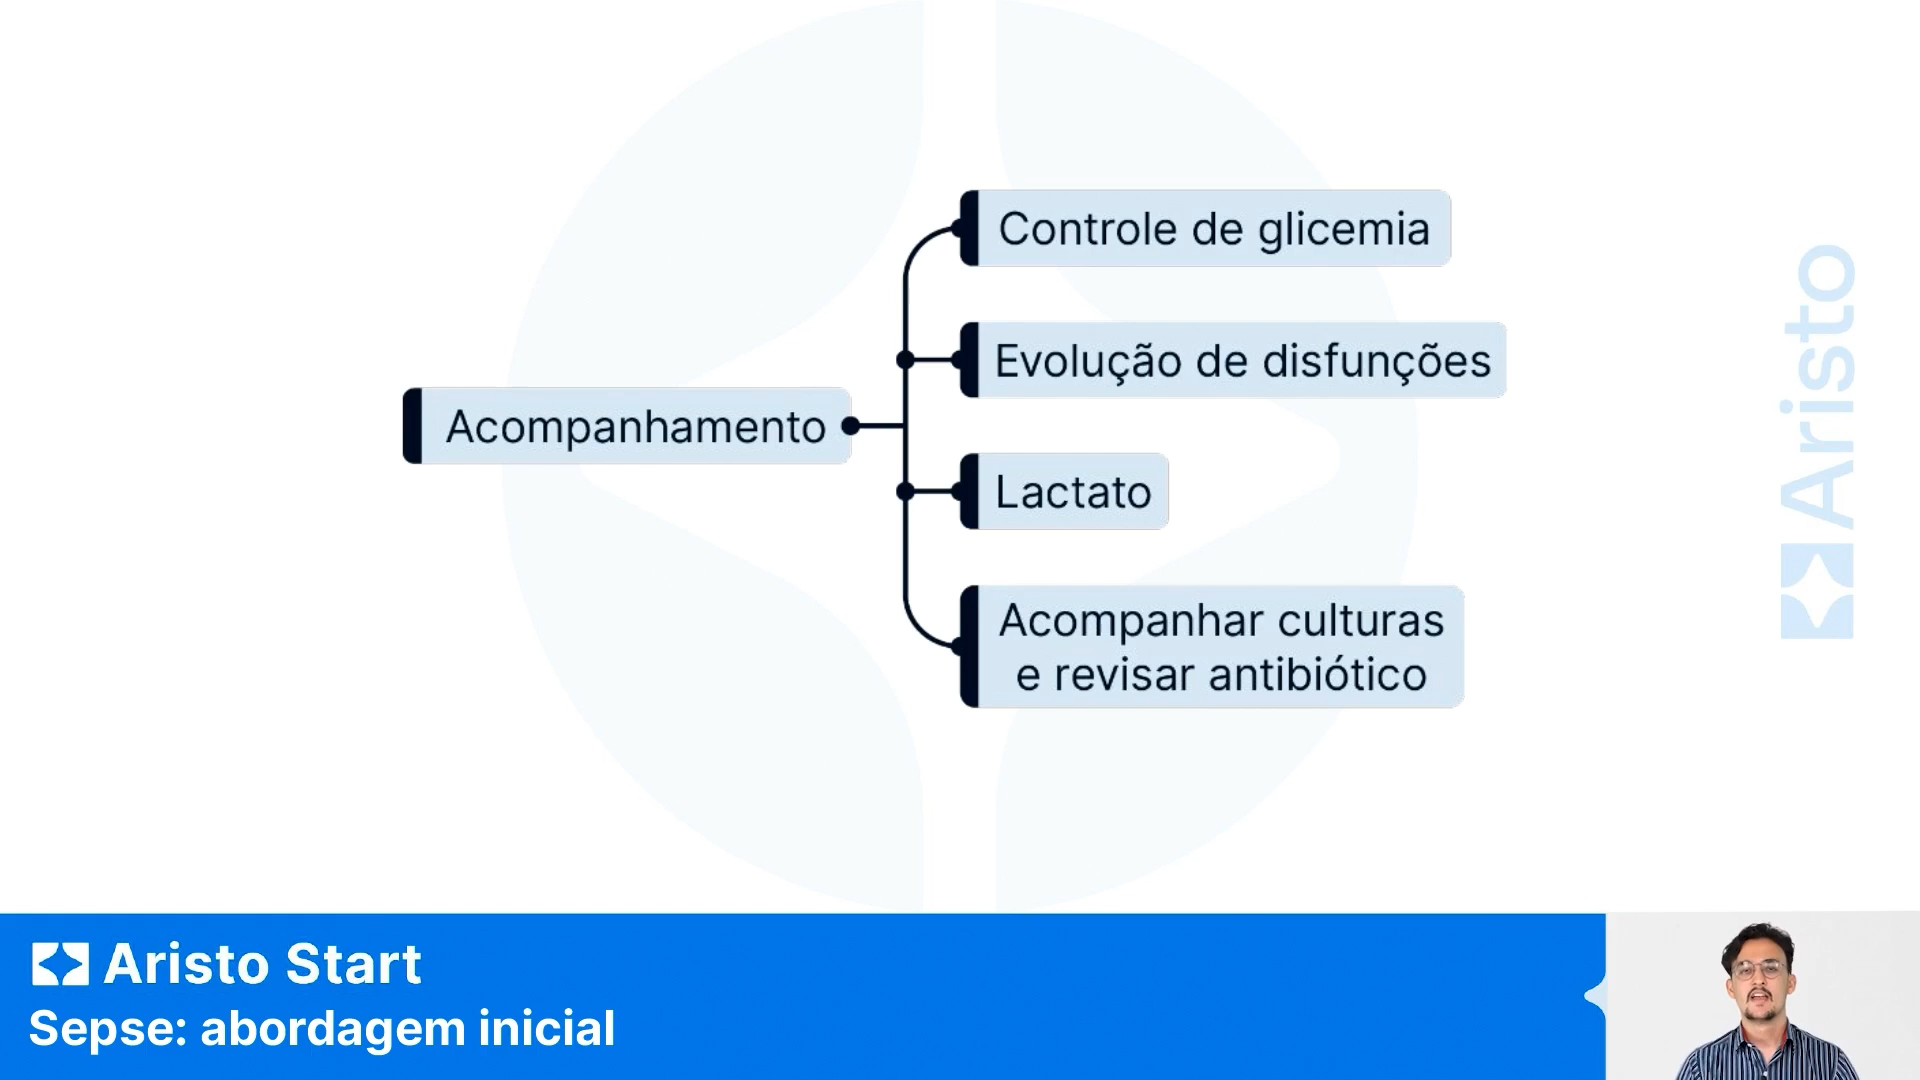 Controle de glicemia
Evolução de disfunções
Acompanhamento
Lactato
Acompanhar culturas
e revisar antibiótico
Aristo
Aristo Start
Sepse: abordagem inicial